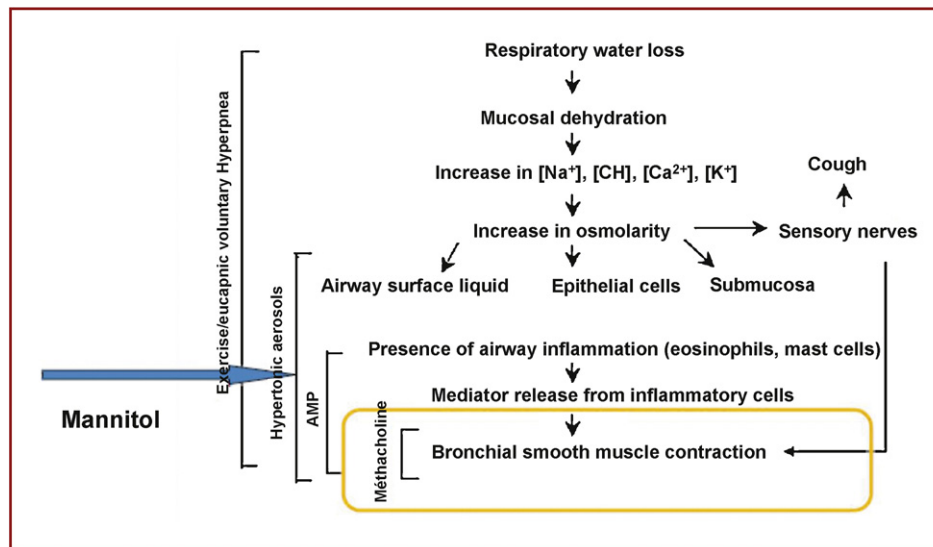 Respiratory water loss
Mucosal dehydration
Increase in [Na⁺], [CH], [Ca²⁺], [K⁺]
Cough
Increase in osmolarity
Sensory nerves
Airway surface liquid
Epithelial cells
Submucosa
Presence of airway inflammation (eosinophils, mast cells)
Mediator release from inflammatory cells
Bronchial smooth muscle contraction
Exercise/eucapnic voluntary Hyperpnea
Hypertonic aerosols
AMP
Méthacholine
Mannitol